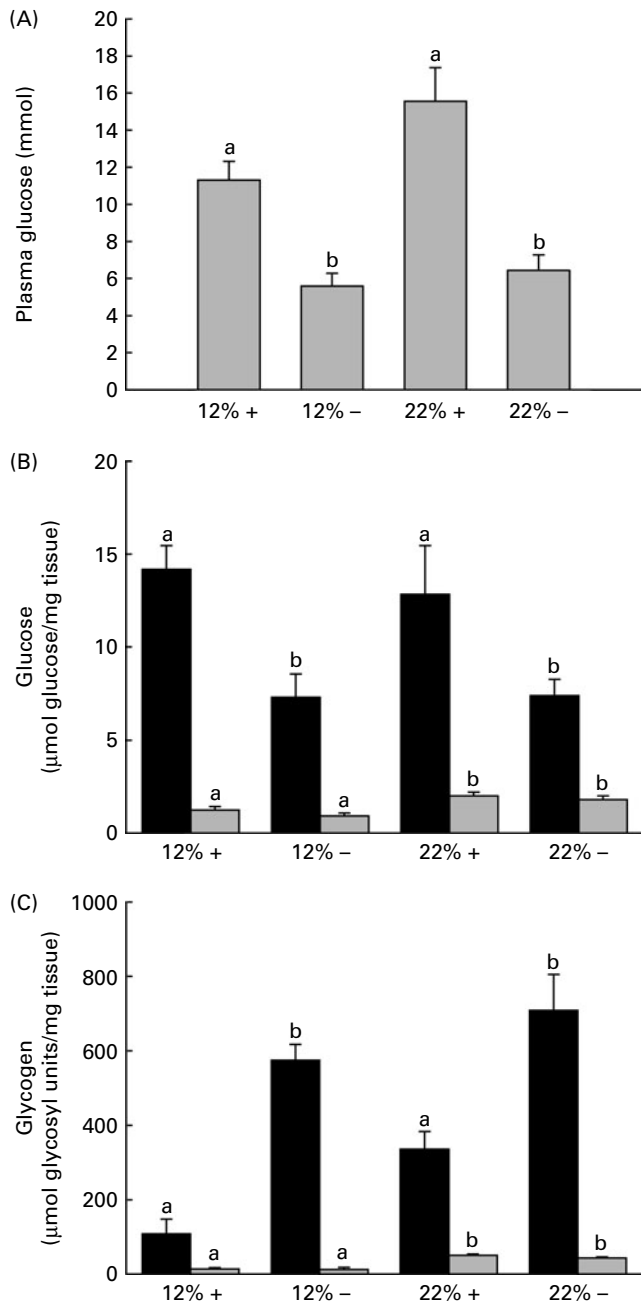 (A)
20
18
16
14
12
10
8
6
4
2
0
Plasma glucose (mmol)
a
b
a
b
12% + 12% – 22% + 22% –
(B)
20
15
10
5
0
Glucose
(µmol glucose/mg tissue)
a
a
b
a
a
b
b
b
12% + 12% – 22% + 22% –
(C)
1000
800
600
400
200
0
Glycogen
(µmol glycosyl units/mg tissue)
a
a
b
a
a
b
b
b
12% + 12% – 22% + 22% –